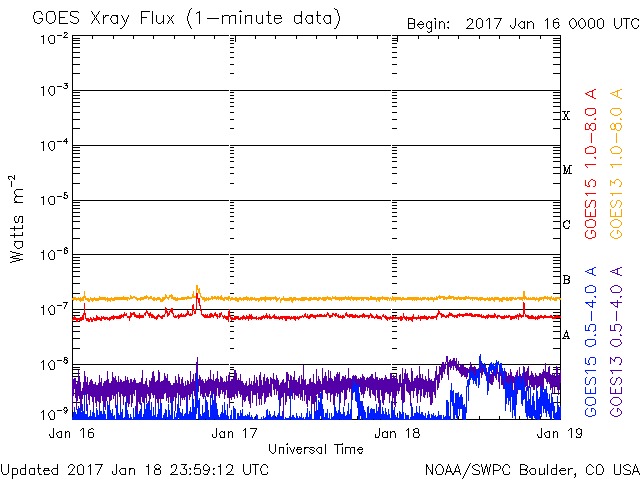 GOES Xray Flux (1-minute data)
Begin: 2017 Jan 16 0000 UTC
10⁻²
10⁻³
10⁻⁴
10⁻⁵
10⁻⁶
10⁻⁷
10⁻⁸
10⁻⁹
Watts m⁻²
X
M
C
B
A
GOES15 1.0-8.0 A
GOES13 1.0-8.0 A
GOES15 0.5-4.0 A
GOES13 0.5-4.0 A
Jan 16 Jan 17 Jan 18 Jan 19
Universal Time
Updated 2017 Jan 18 23:59:12 UTC
NOAA/SWPC Boulder, CO USA